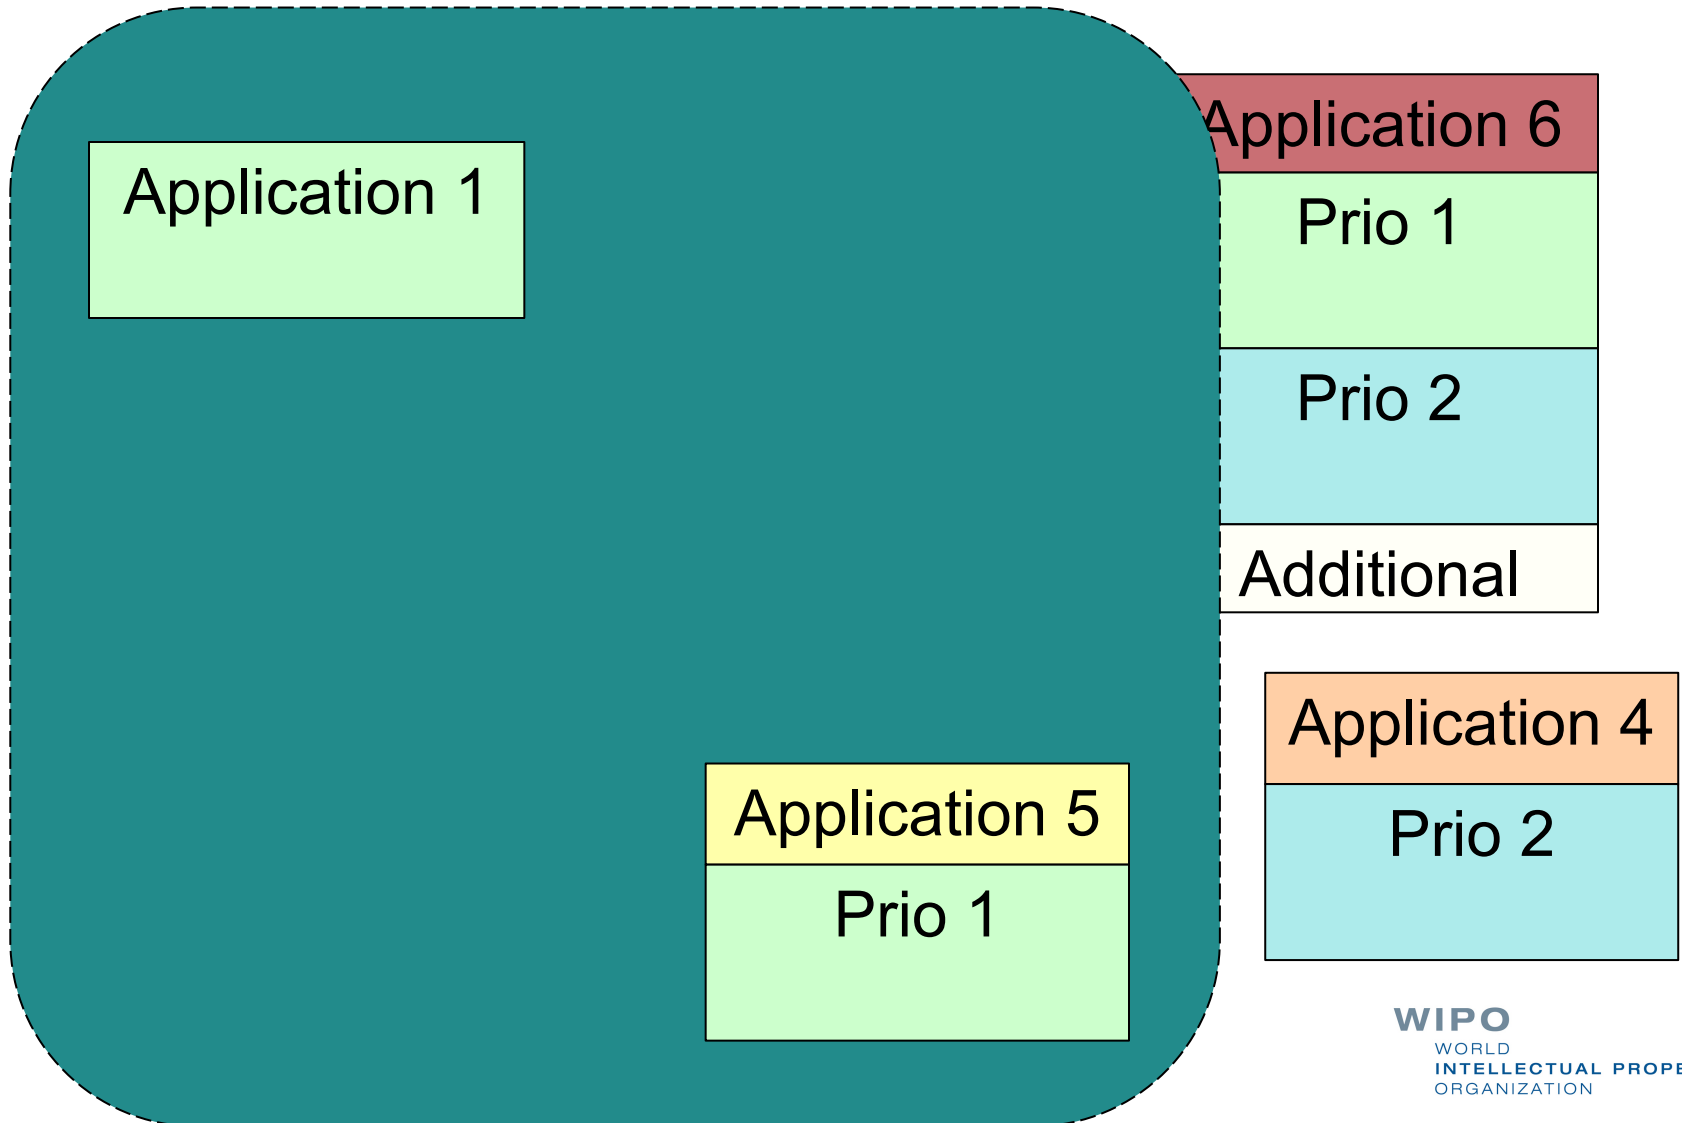 Application 1
Application 6
Prio 1
Prio 2
Additional
Application 5
Prio 1
Application 4
Prio 2
WIPO
WORLD
INTELLECTUAL PROPE
ORGANIZATION